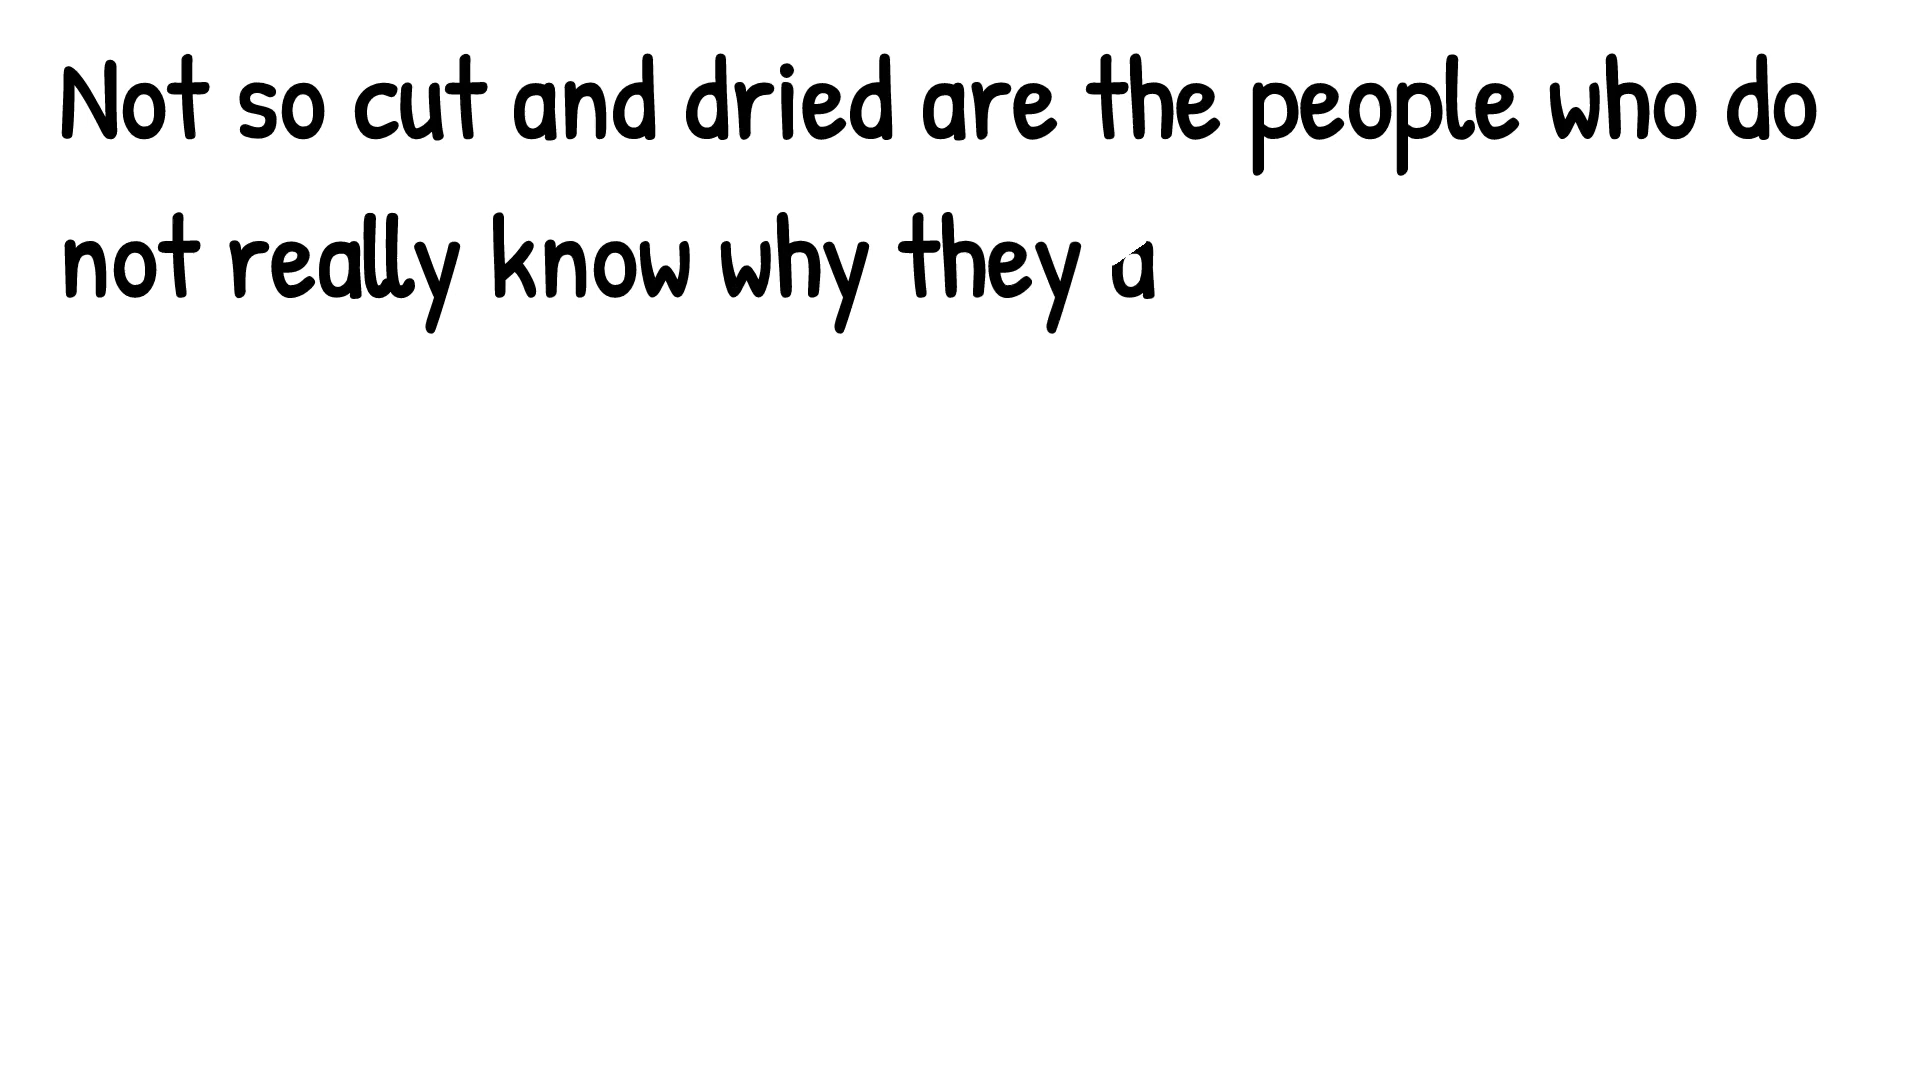 Not so cut and dried are the people who do
not really know why they a